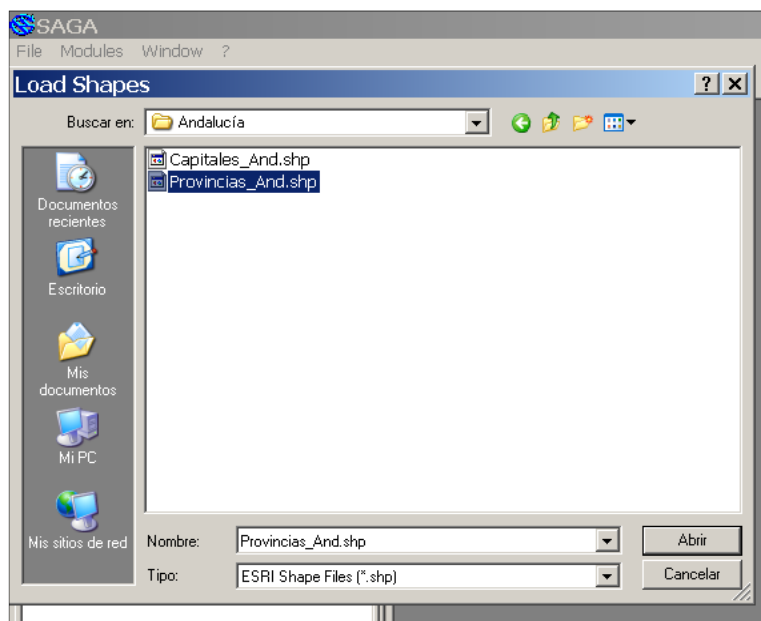 SAGA
File Modules Window ?
Load Shapes
Buscar en: Andalucía
Capitales_And.shp
Provincias_And.shp
Documentos
recientes
Escritorio
Mis
documentos
Mi PC
Mis sitios de red
Nombre: Provincias_And.shp Abrir
Tipo: ESRI Shape Files (*.shp) Cancelar